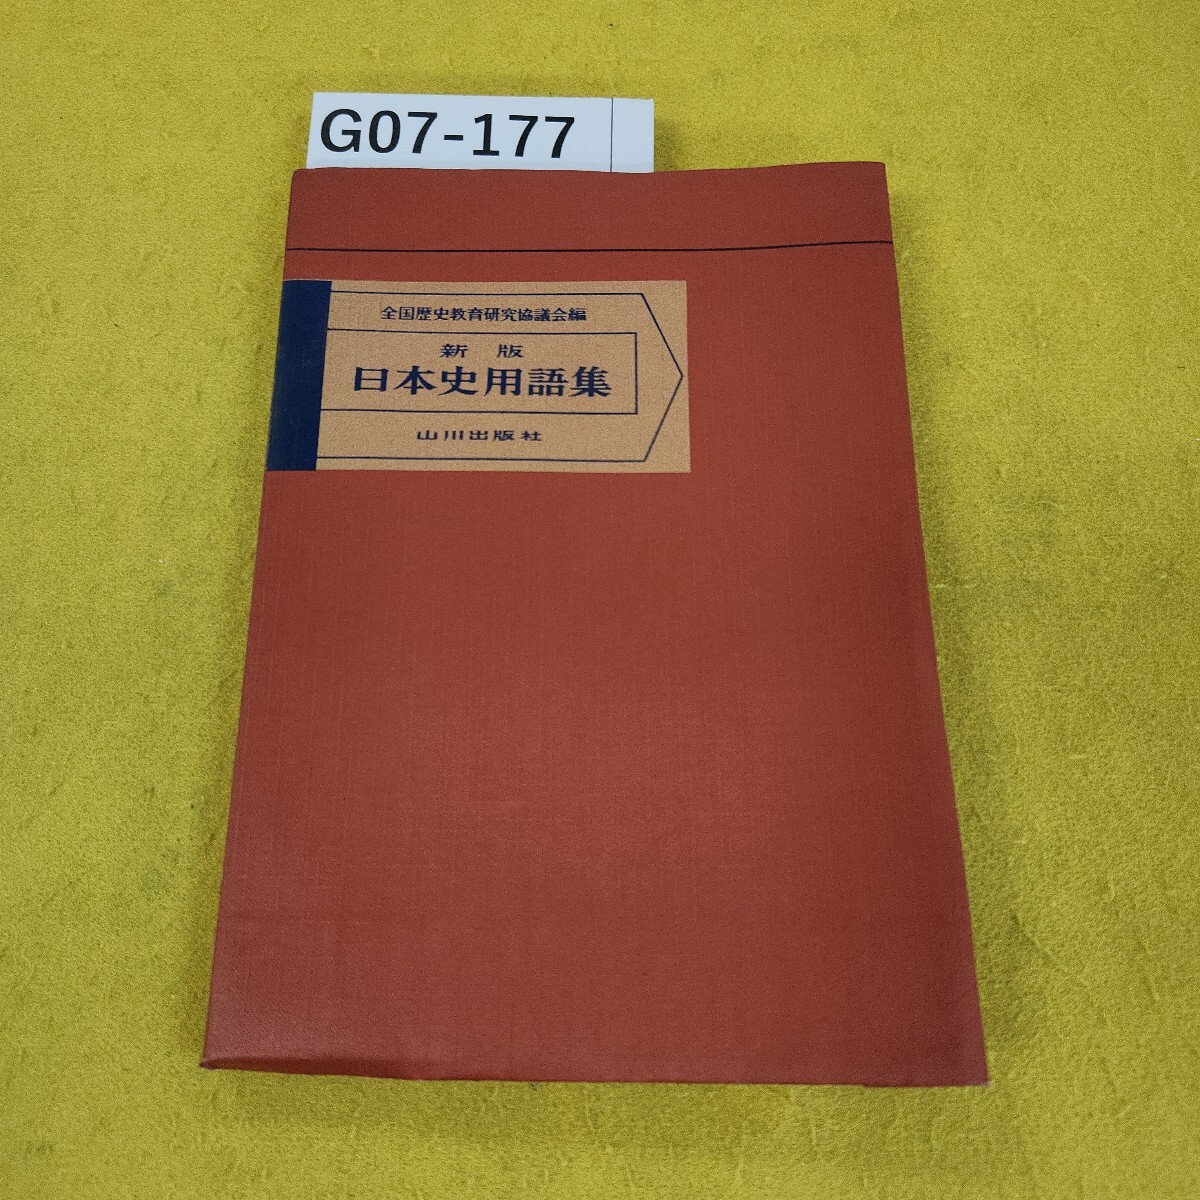 G07-177
全国歴史教育研究協議会編
新版
日本史用語集
山川出版社